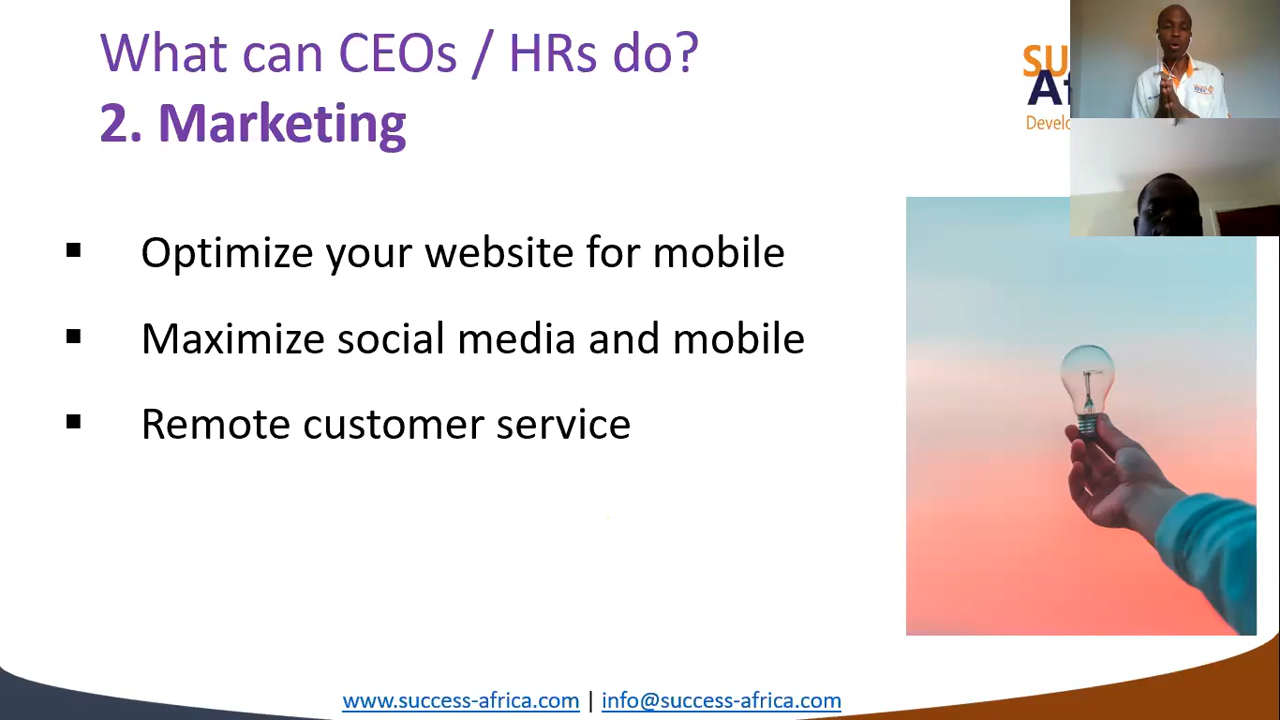 What can CEOs / HRs do?
2. Marketing
▪ Optimize your website for mobile
▪ Maximize social media and mobile
▪ Remote customer service
www.success-africa.com | info@success-africa.com